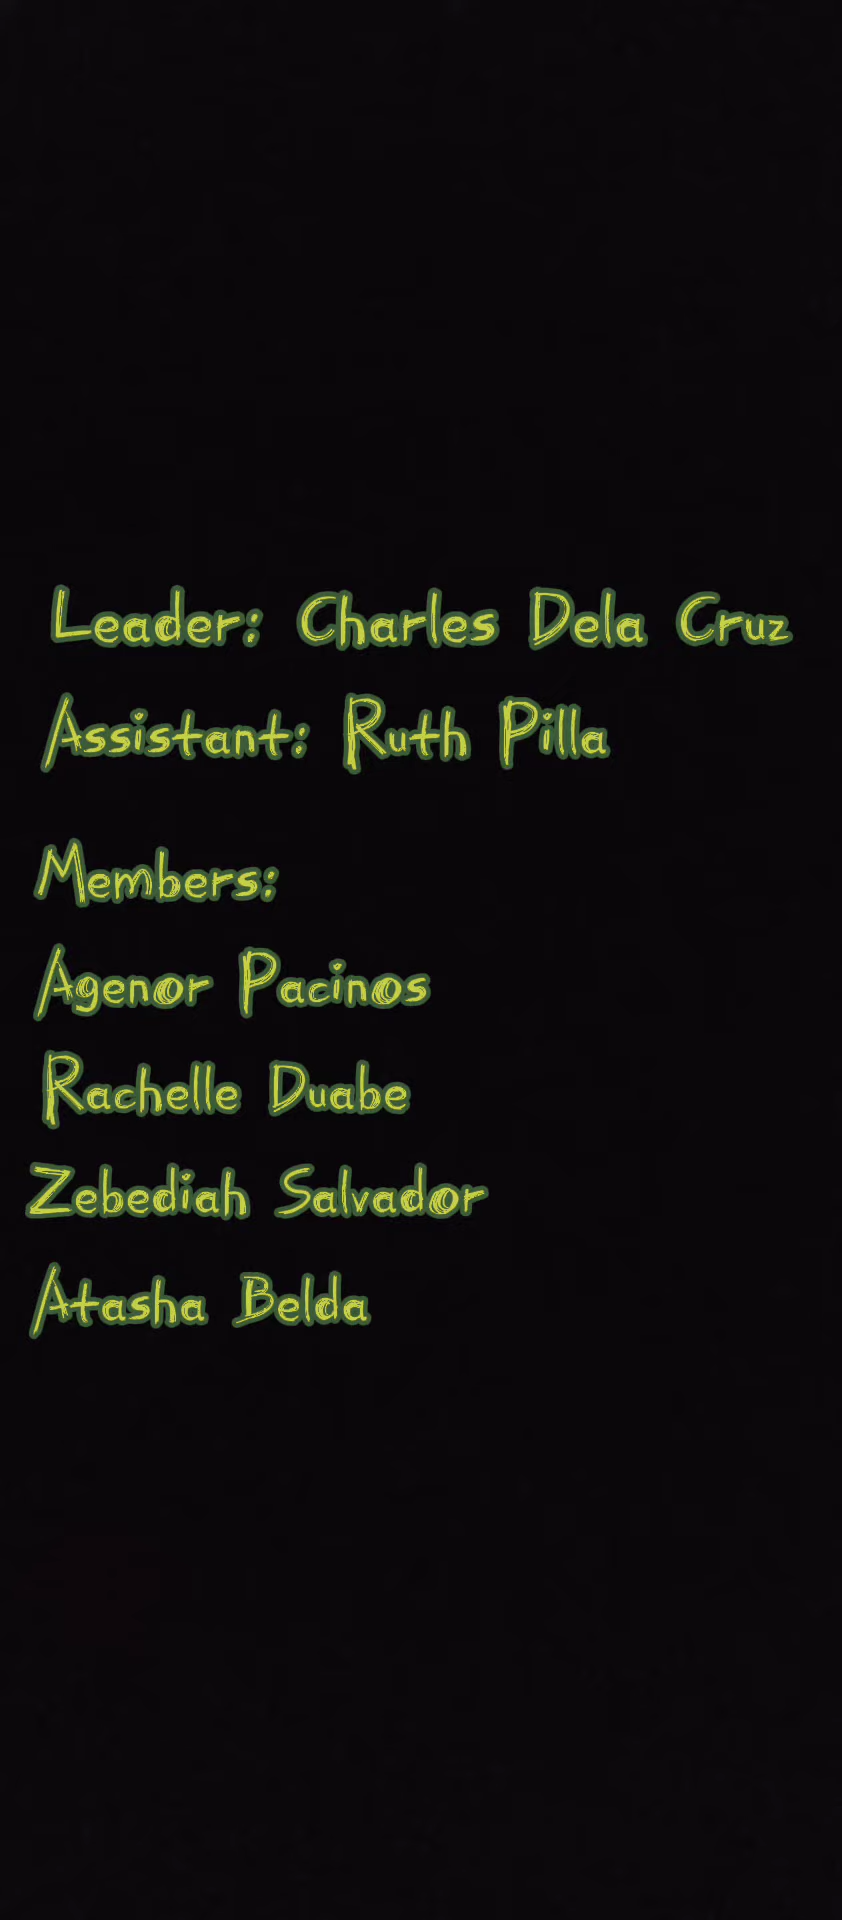 Leader: Charles Dela Cruz
Assistant: Ruth Pilla
Members:
Agenor Pacinos
Rachelle Duabe
Zebediah Salvador
Atasha Belda